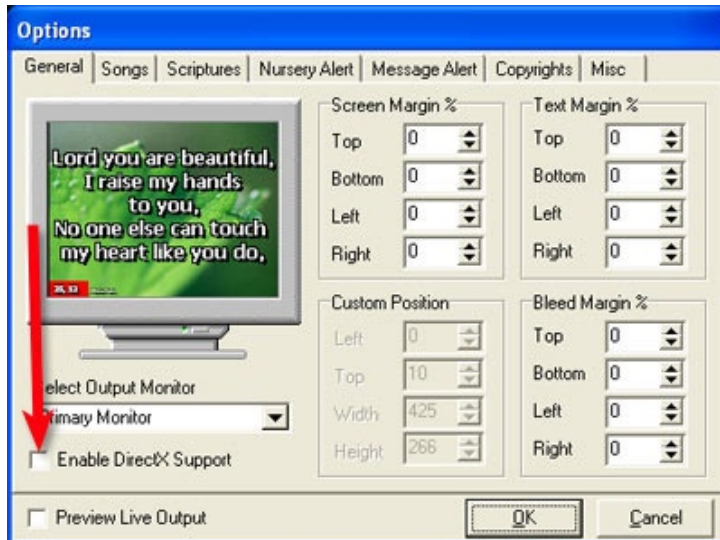 Options
General Songs Scriptures Nursery Alert Message Alert Copyrights Misc
Lord you are beautiful,
I raise my hands
to you,
No one else can touch
my heart like you do,
Select Output Monitor
Primary Monitor
Enable DirectX Support
Screen Margin %
Top 0
Bottom 0
Left 0
Right 0
Text Margin %
Top 0
Bottom 0
Left 0
Right 0
Custom Position
Left 0
Top 10
Width 425
Height 266
Bleed Margin %
Top 0
Bottom 0
Left 0
Right 0
Preview Live Output
OK
Cancel